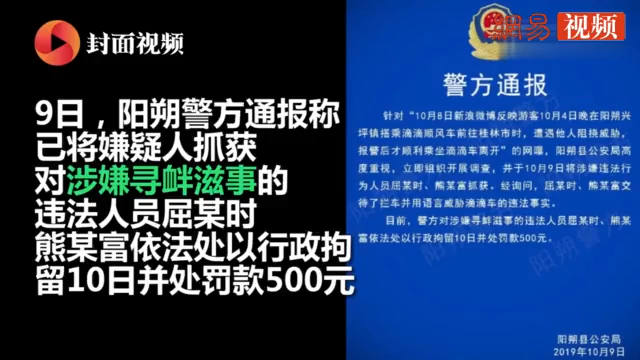 封面视频
9日，阳朔警方通报称
已将嫌疑人抓获
对涉嫌寻衅滋事的
违法人员屈某时
熊某富依法处以行政拘
留10日并处罚款500元
網易 视频
警方通报
针对“10月8日新浪微博反映游客10月4日晚在阳朔兴
坪镇搭乘滴滴顺风车前往桂林市时，遭遇他人阻挠威胁，
报警后才顺利乘坐滴滴车离开”的网曝，阳朔县公安局高
度重视，立即组织开展调查，并于10月9日将涉嫌违法行
为人员屈某时、熊某富抓获。经询问，屈某时、熊某富交
待了拦车并用语言威胁滴滴车的违法事实。
目前，警方对涉嫌寻衅滋事的违法人员屈某时、熊某
富依法处以行政拘留10日并处罚款500元。
阳朔县公安局
2019年10月9日